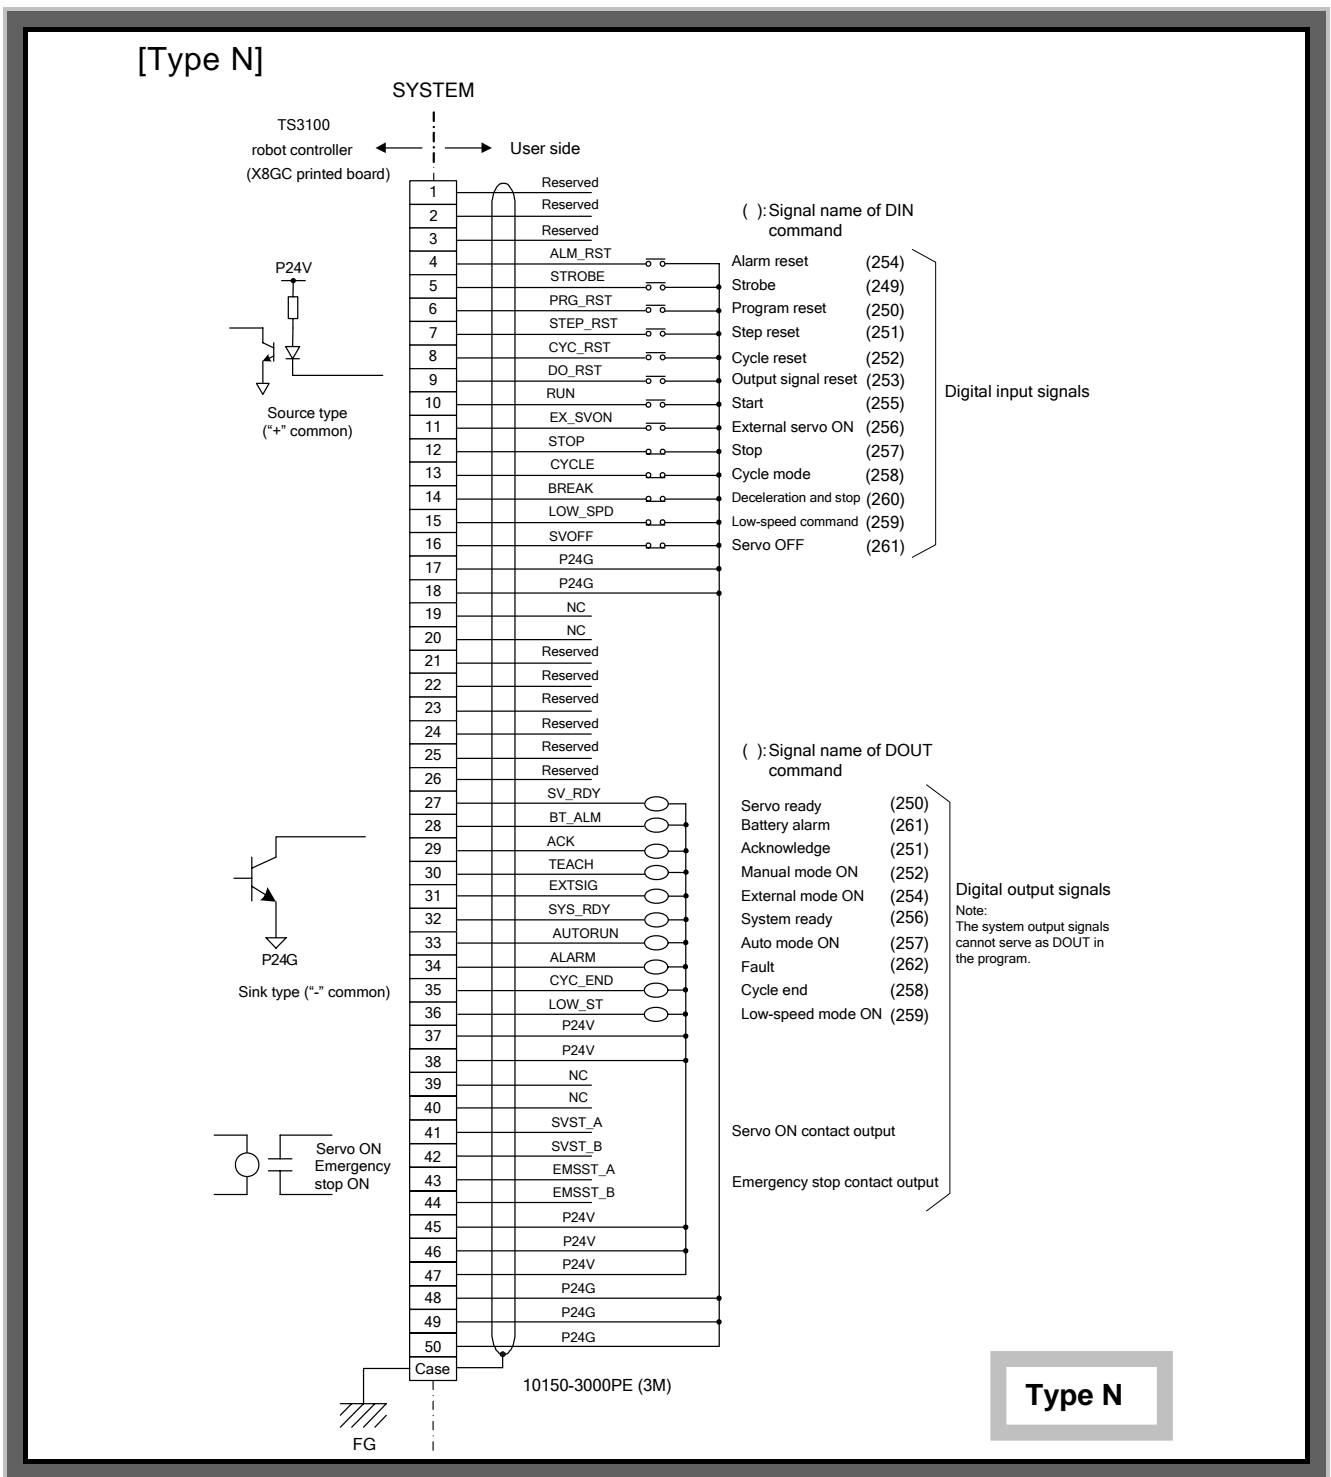 [Type N]
SYSTEM
TS3100
robot controller
(X8GC printed board)
User side
1 Reserved
2 Reserved
3 Reserved
( ): Signal name of DIN
command
4 ALM_RST Alarm reset (254)
5 STROBE Strobe (249)
6 PRG_RST Program reset (250)
7 STEP_RST Step reset (251)
8 CYC_RST Cycle reset (252)
9 DO_RST Output signal reset (253)
10 RUN Start (255)
11 EX_SVON External servo ON (256)
12 STOP Stop (257)
13 CYCLE Cycle mode (258)
14 BREAK Deceleration and stop (260)
15 LOW_SPD Low-speed command (259)
16 SVOFF Servo OFF (261)
Digital input signals
P24V
Source type
("+" common)
17 P24G
18 P24G
19 NC
20 NC
21 Reserved
22 Reserved
23 Reserved
24 Reserved
25 Reserved
26 Reserved
( ): Signal name of DOUT
command
27 SV_RDY Servo ready (250)
28 BT_ALM Battery alarm (261)
29 ACK Acknowledge (251)
30 TEACH Manual mode ON (252)
31 EXTSIG External mode ON (254)
32 SYS_RDY System ready (256)
33 AUTORUN Auto mode ON (257)
34 ALARM Fault (262)
35 CYC_END Cycle end (258)
36 LOW_ST Low-speed mode ON (259)
Digital output signals
Note:
The system output signals
cannot serve as DOUT in
the program.
P24G
Sink type ("-" common)
37 P24V
38 P24V
39 NC
40 NC
41 SVST_A Servo ON contact output
42 SVST_B
43 EMSST_A Emergency stop contact output
44 EMSST_B
Servo ON
Emergency
stop ON
45 P24V
46 P24V
47 P24V
48 P24G
49 P24G
50 P24G
Case
10150-3000PE (3M)
FG
Type N